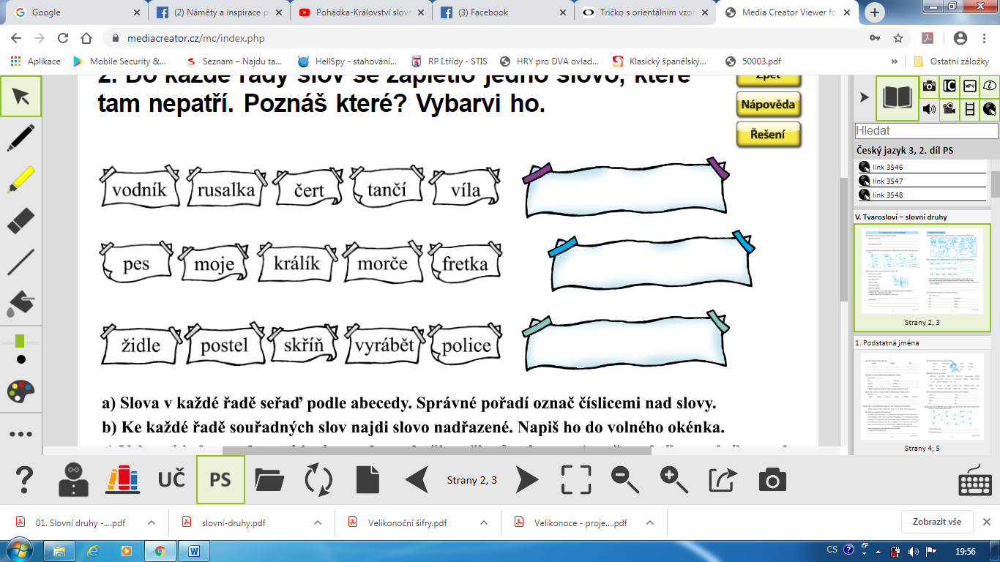 Google
(2) Náměty a inspirace p
Pohádka-Království slov
(3) Facebook
Tričko s orientálním vzor
Media Creator Viewer fo
mediacreator.cz/mc/index.php
Aplikace
Mobile Security &...
Seznam – Najdu ta...
HellSpy - stahování...
RP I.třídy - STIS
HRY pro DVA ovlad...
Klasický španělský...
50003.pdf
»
Ostatní záložky
2. Do každé řady slov se zapletlo jedno slovo, které
tam nepatří. Poznáš které? Vybarvi ho.
Zpět
Nápověda
Řešení
vodník rusalka čert tančí víla
pes moje králík morče fretka
židle postel skříň vyrábět police
a) Slova v každé řadě seřaď podle abecedy. Správné pořadí označ číslicemi nad slovy.
b) Ke každé řadě souřadných slov urči slovo nadřazené. Napiš ho do volného okénka.
IC
MPV
Hledat
Český jazyk 3, 2. díl PS
link 3546
link 3547
link 3548
V. Tvarosloví – slovní druhy
Strany 2, 3
1. Podstatná jména
Strany 4, 5
?
UČ
PS
Strany 2, 3
01. Slovní druhy -....pdf
slovní-druhy.pdf
Velikonoční šifry.pdf
Velikonoce - proje....pdf
Zobrazit vše
CS
19:56